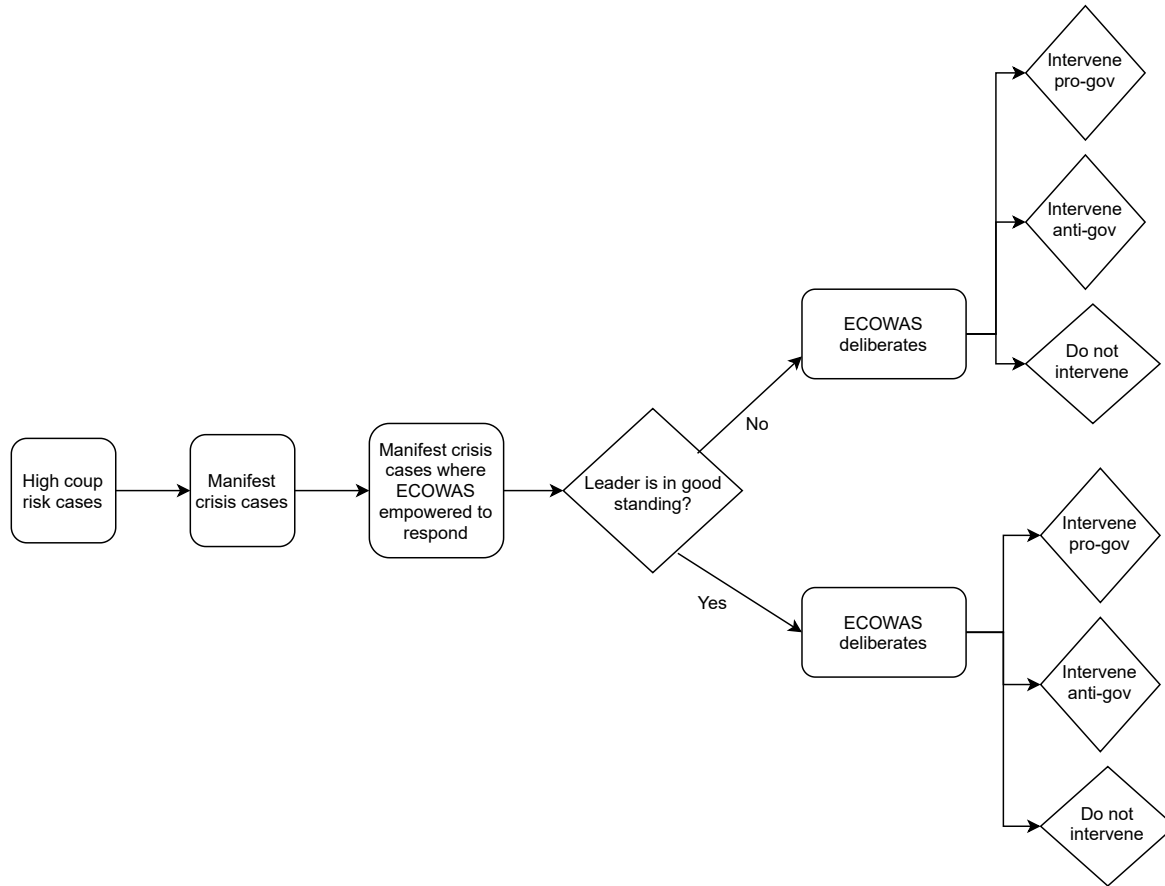 High coup
risk cases
Manifest
crisis cases
Manifest crisis
cases where
ECOWAS
empowered to
respond
Leader is in good
standing?
No
Yes
ECOWAS
deliberates
Intervene
pro-gov
Intervene
anti-gov
Do not
intervene
ECOWAS
deliberates
Intervene
pro-gov
Intervene
anti-gov
Do not
intervene